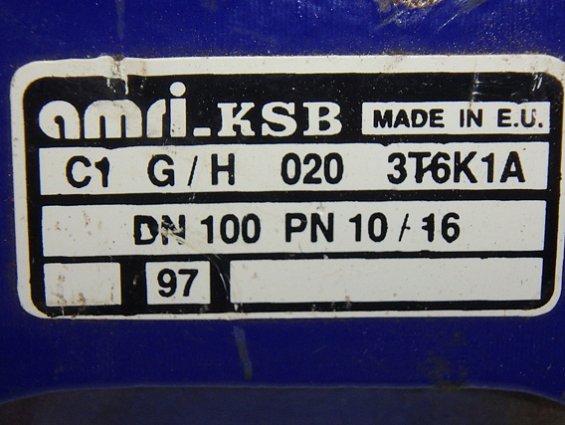 amri-KSB MADE IN E.U.
C1 G/H 020 3T6K1A
DN 100 PN 10/16
97